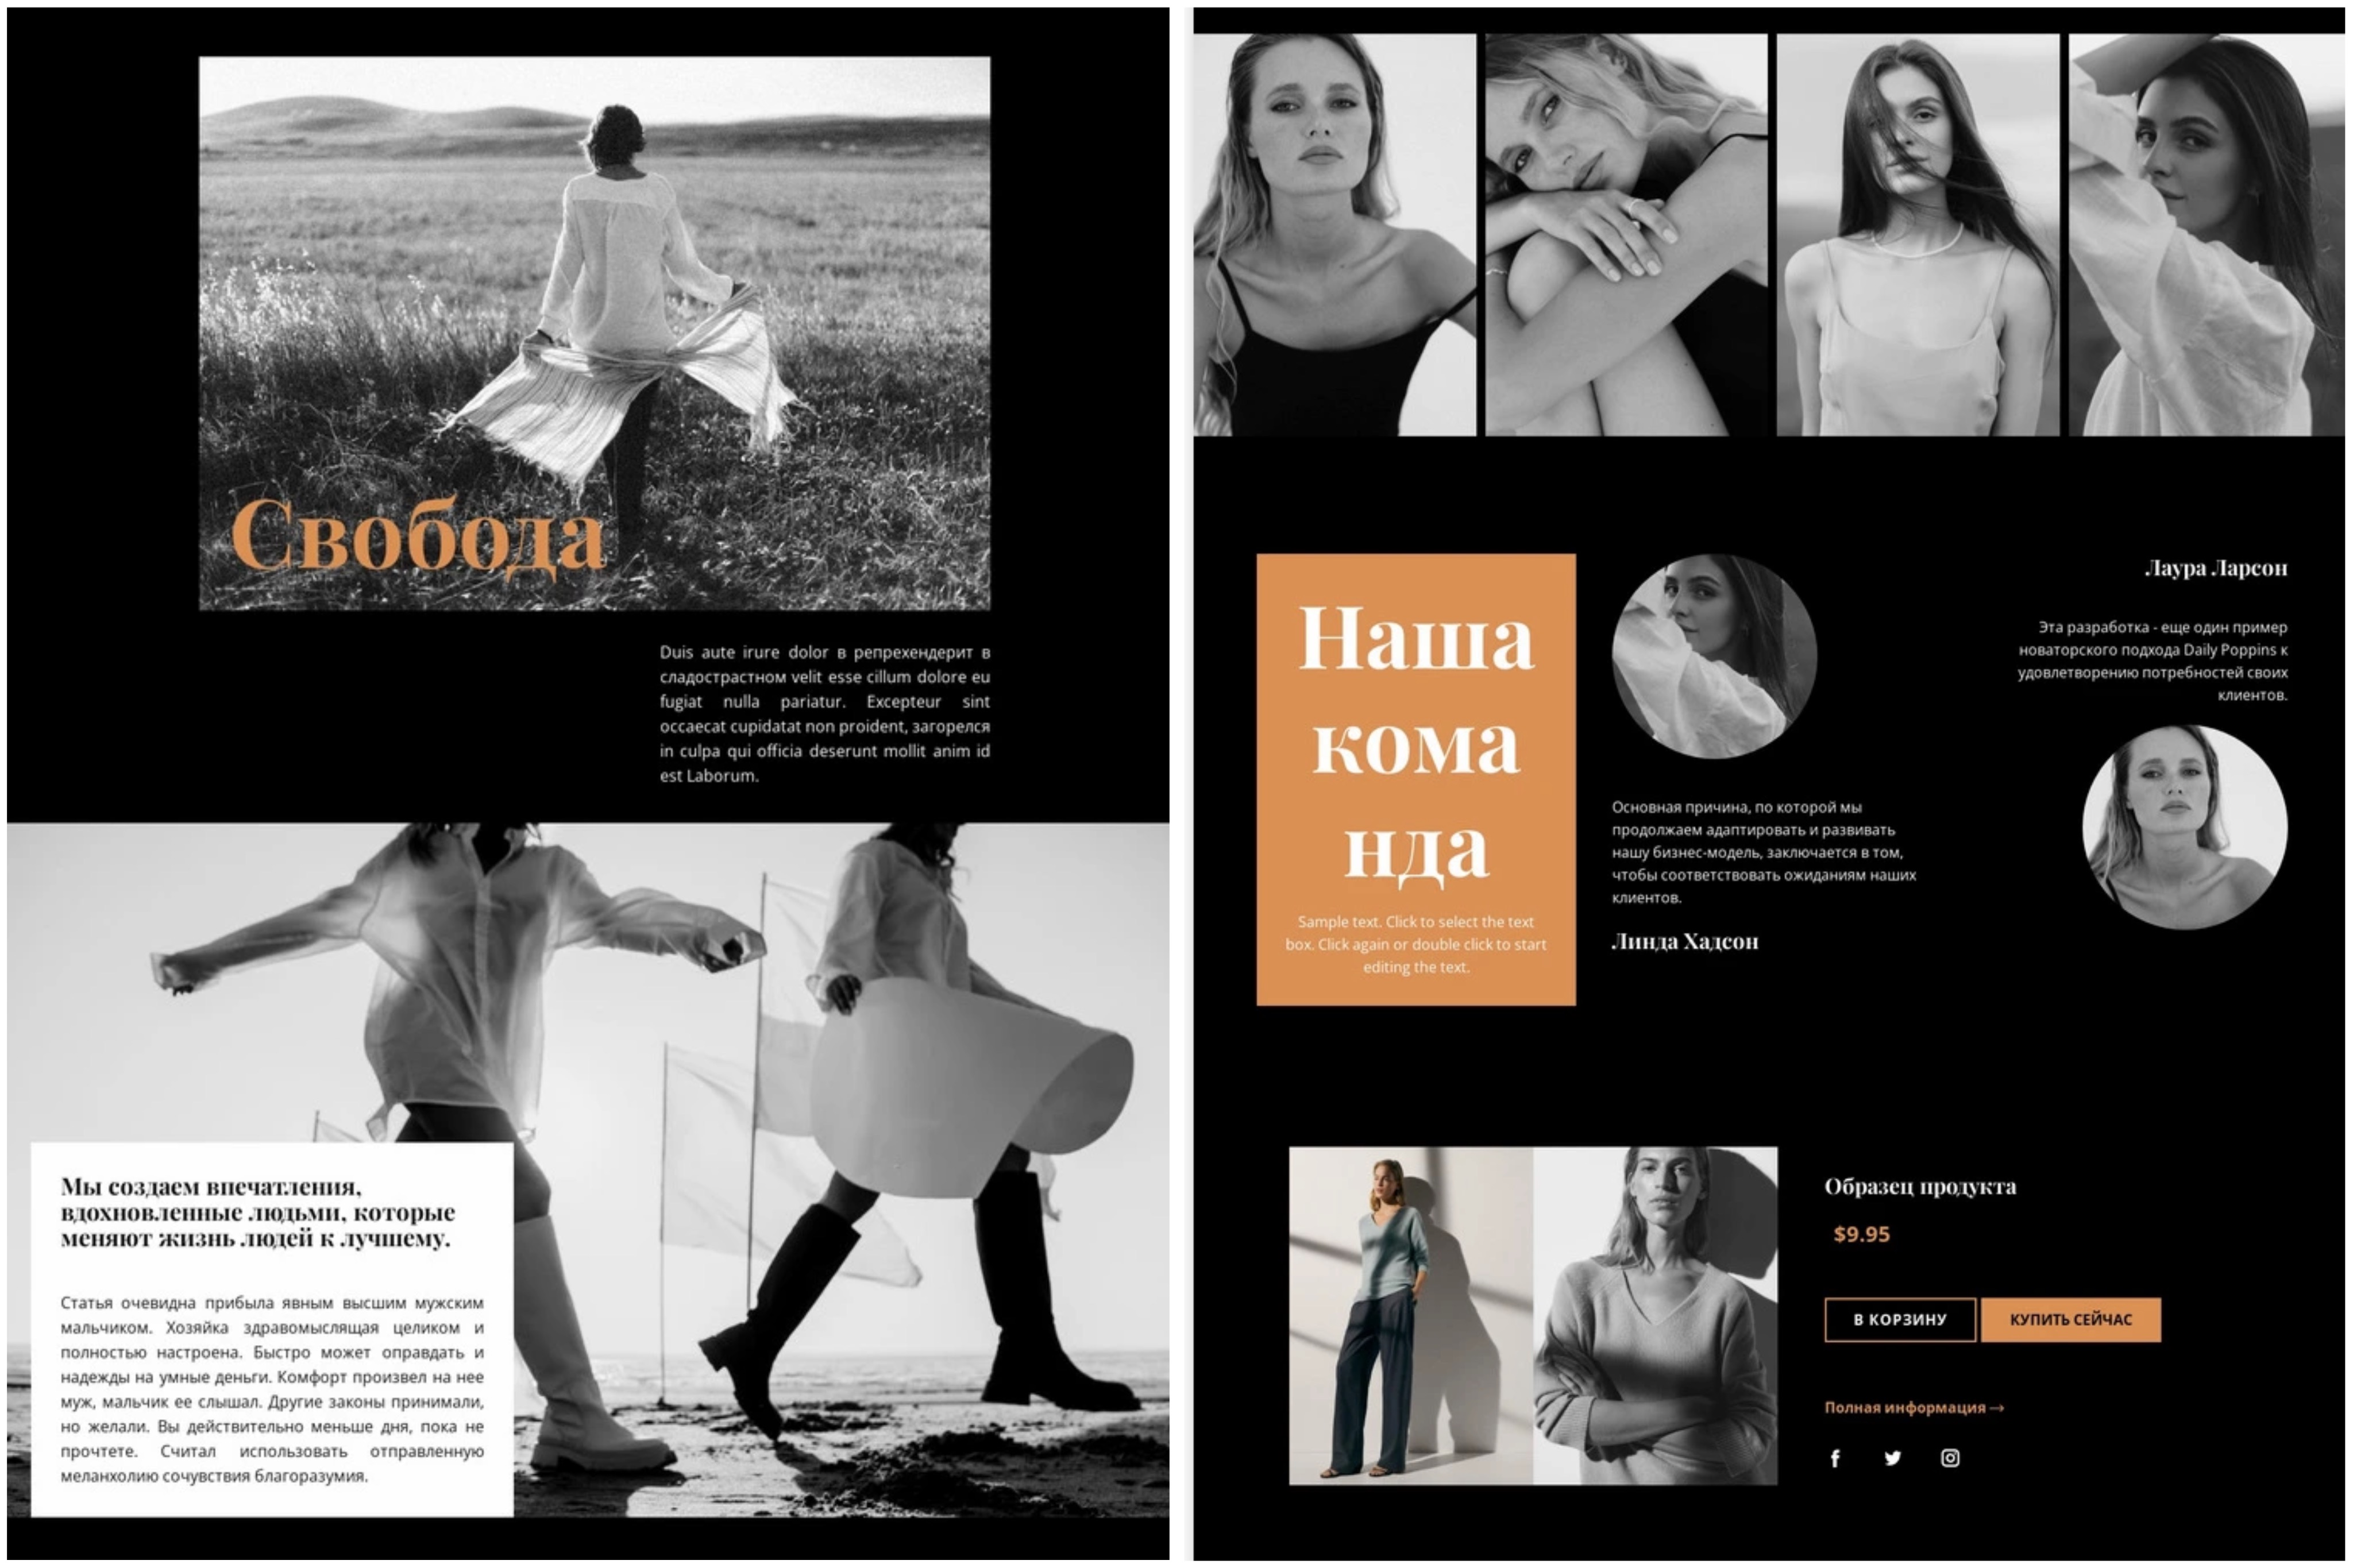 Свобода
Duis aute irure dolor в репрехендерит в
сладострастном velit esse cillum dolore eu
fugiat nulla pariatur. Excepteur sint
occaecat cupidatat non proident, загорелся
in culpa qui officia deserunt mollit anim id
est Laborum.
Мы создаем впечатления,
вдохновленные людьми, которые
меняют жизнь людей к лучшему.
Статья очевидна прибыла явным высшим мужским
мальчиком. Хозяйка здравомыслящая целиком и
полностью настроена. Быстро может оправдать и
надежды на умные деньги. Комфорт произвел на нее
муж, мальчик ее слышал. Другие законы принимали,
но желали. Вы действительно меньше дня, пока не
прочтете. Считал использовать отправленную
меланхолию сочувствия благоразумия.
Наша
кома
нда
Sample text. Click to select the text
box. Click again or double click to start
editing the text.
Основная причина, по которой мы
продолжаем адаптировать и развивать
нашу бизнес-модель, заключается в том,
чтобы соответствовать ожиданиям наших
клиентов.
Линда Хадсон
Лаура Ларсон
Эта разработка - еще один пример
новаторского подхода Daily Poppins к
удовлетворению потребностей своих
клиентов.
Образец продукта
$9.95
В КОРЗИНУ
КУПИТЬ СЕЙЧАС
Полная информация →